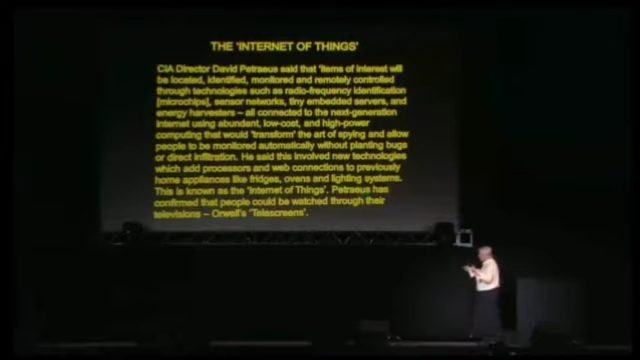 THE 'INTERNET OF THINGS'
CIA Director David Petraeus said that 'items of interest will
be located, identified, monitored and remotely controlled
through technologies such as radio-frequency identification
[microchips], sensor networks, tiny embedded servers, and
energy harvesters – all connected to the next-generation
internet using abundant, low-cost, and high-power
computing that would 'transform' the art of spying and allow
people to be monitored automatically without planting bugs
or direct infiltration. He said this involved new technologies
which add processors and web connections to previously
home appliances like fridges, ovens and lighting systems.
This is known as the 'Internet of Things'. Petraeus has
confirmed that people could be watched through their
televisions – Orwell's 'Telescreens'.